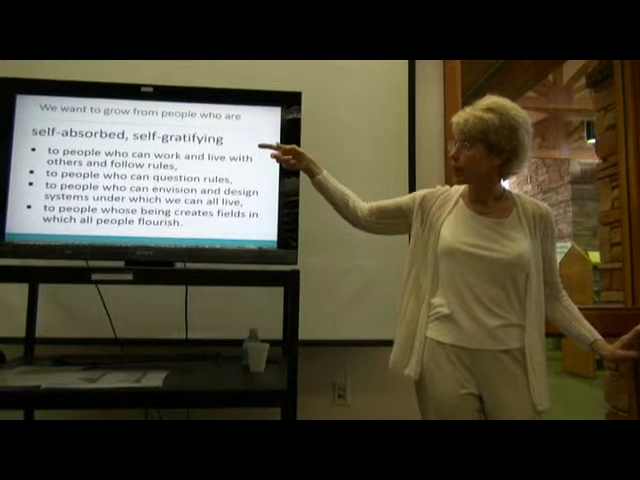 We want to grow from people who are
self-absorbed, self-gratifying
▪ to people who can work and live with
others and follow rules,
▪ to people who can question rules,
▪ to people who can envision and design
systems under which we can all live,
▪ to people whose being creates fields in
which all people flourish.
SONY